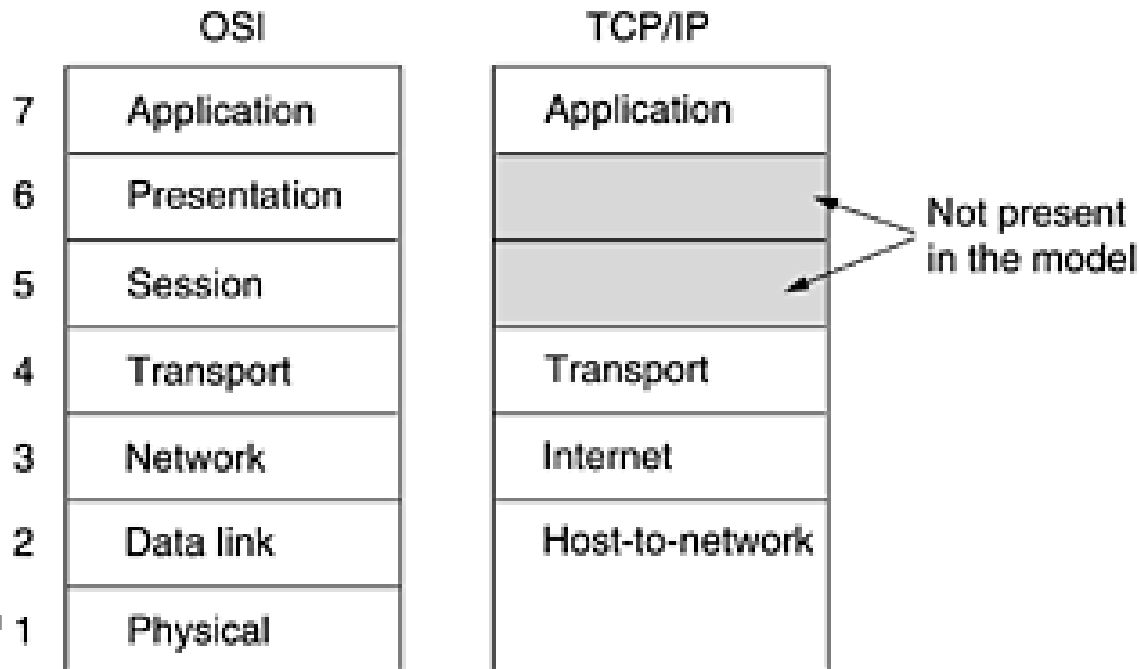 OSI TCP/IP
7 Application Application
6 Presentation
Not present
in the model
5 Session
4 Transport Transport
3 Network Internet
2 Data link Host-to-network
1 Physical